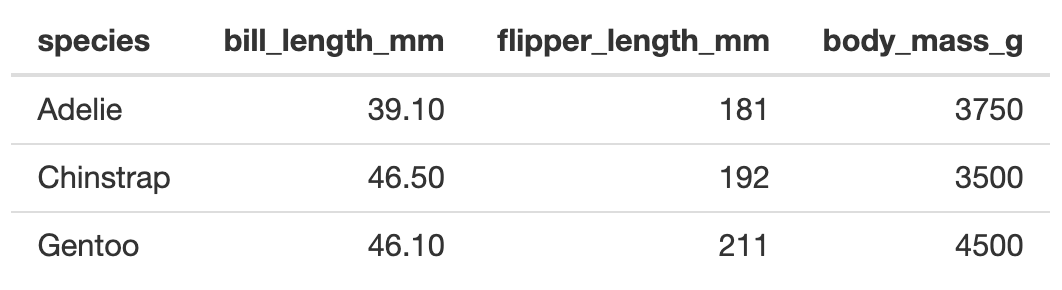 species bill_length_mm flipper_length_mm body_mass_g
Adelie 39.10 181 3750
Chinstrap 46.50 192 3500
Gentoo 46.10 211 4500